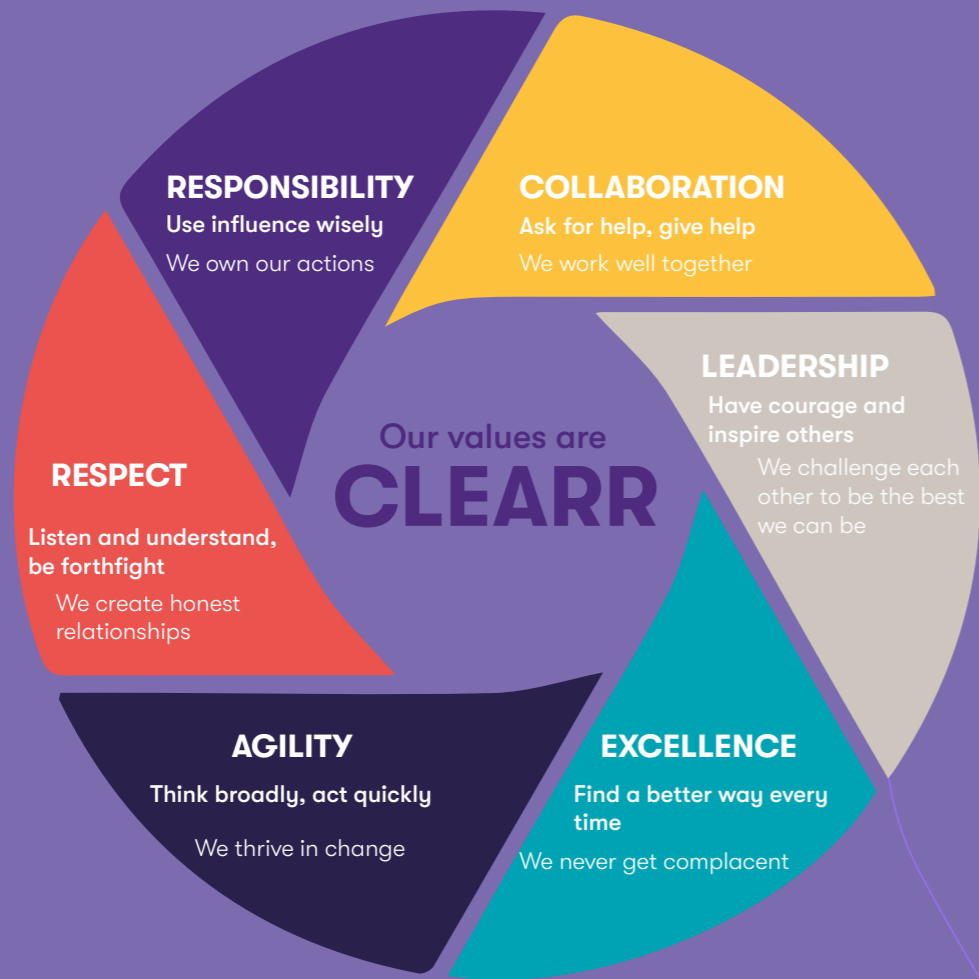 RESPONSIBILITY
Use influence wisely
We own our actions
COLLABORATION
Ask for help, give help
We work well together
LEADERSHIP
Have courage and
inspire others
We challenge each
other to be the best
we can be
Our values are
CLEARR
RESPECT
Listen and understand,
be forthfight
We create honest
relationships
AGILITY
Think broadly, act quickly
We thrive in change
EXCELLENCE
Find a better way every
time
We never get complacent